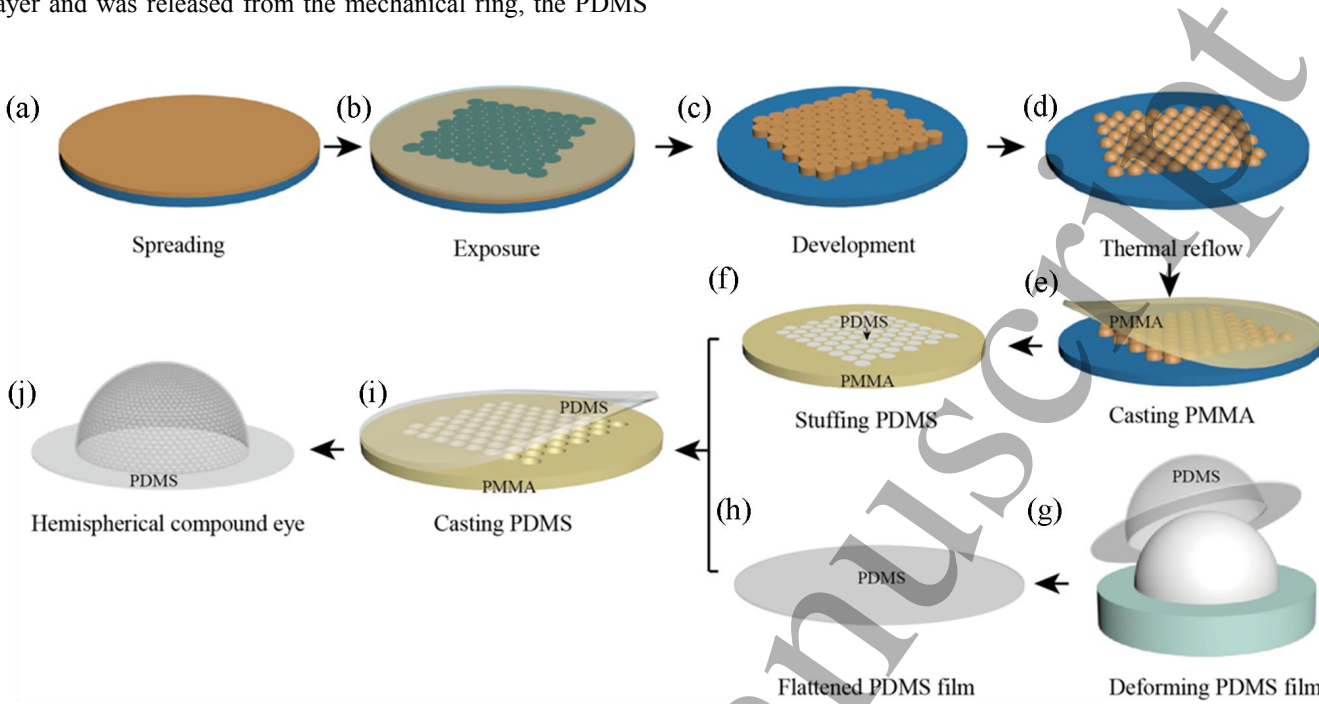 ayer and was released from the mechanical ring, the PDMS
(a)
(b)
(c)
(d)
Spreading
Exposure
Development
Thermal reflow
(f)
(e)
PDMS
PMMA
PMMA
Stuffing PDMS
Casting PMMA
(j)
(i)
PDMS
PDMS
PMMA
Hemispherical compound eye
Casting PDMS
(h)
(g)
PDMS
PDMS
Flattened PDMS film
Deforming PDMS film
nuscript